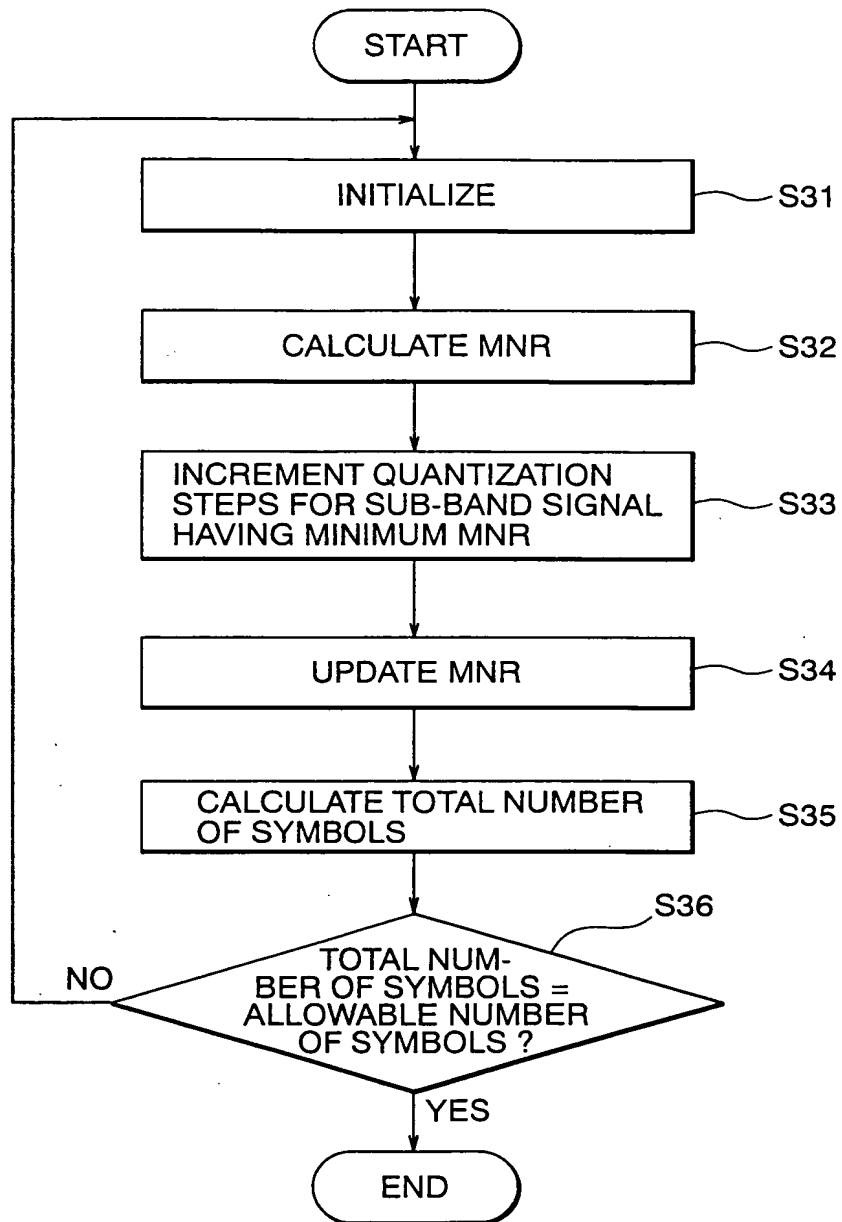 START
INITIALIZE
S31
CALCULATE MNR
S32
INCREMENT QUANTIZATION
STEPS FOR SUB-BAND SIGNAL
HAVING MINIMUM MNR
S33
UPDATE MNR
S34
CALCULATE TOTAL NUMBER
OF SYMBOLS
S35
S36
TOTAL NUM-
BER OF SYMBOLS =
ALLOWABLE NUMBER
OF SYMBOLS ?
NO
YES
END